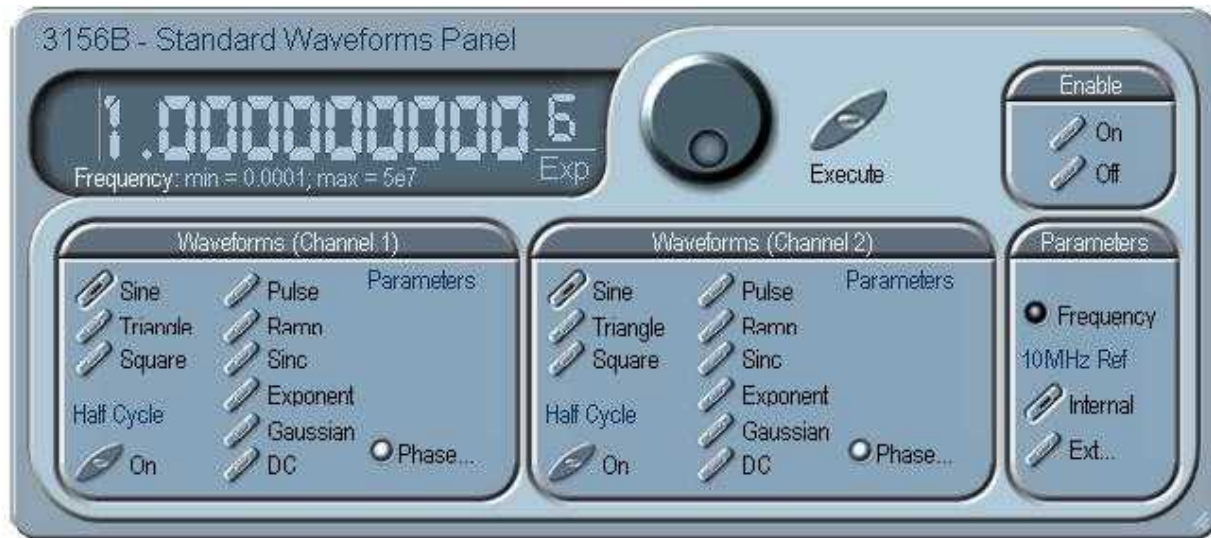 3156B - Standard Waveforms Panel
1.000000000 6
Exp
Frequency: min = 0.0001; max = 5e7
Execute
Enable
On
Off
Waveforms (Channel 1)
Sine
Triangle
Square
Half Cycle
On
Pulse
Ramp
Sinc
Exponent
Gaussian
DC
Parameters
Phase...
Waveforms (Channel 2)
Sine
Triangle
Square
Half Cycle
On
Pulse
Ramp
Sinc
Exponent
Gaussian
DC
Parameters
Phase...
Parameters
Frequency
10MHz Ref
Internal
Ext...